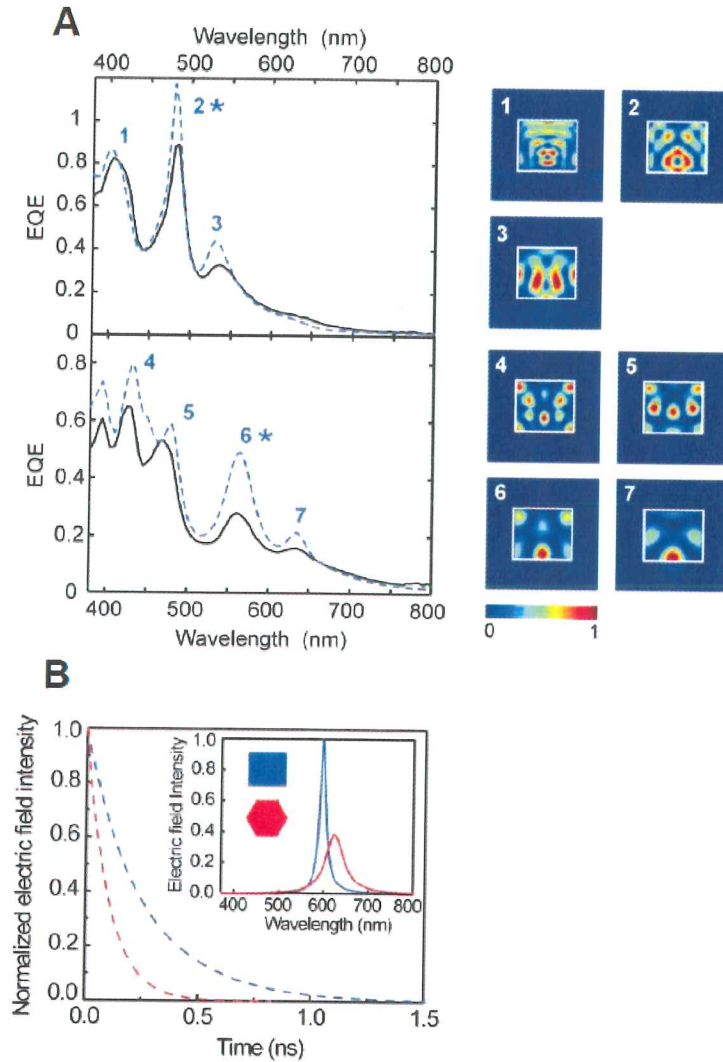 A
Wavelength (nm)
400 500 600 700 800
EQE
1
0.8
0.6
0.4
0.2
0
1
2*
3
1
2
3
EQE
0.8
0.6
0.4
0.2
0
4
5
6*
7
400 500 600 700 800
Wavelength (nm)
4
5
6
7
0 1
B
Normalized electric field intensity
1.0
0.8
0.6
0.4
0.2
0.0
0.0 0.5 1.0 1.5
Time (ns)
Electric field Intensity
1.0
0.8
0.6
0.4
0.2
0.0
400 500 600 700 800
Wavelength (nm)